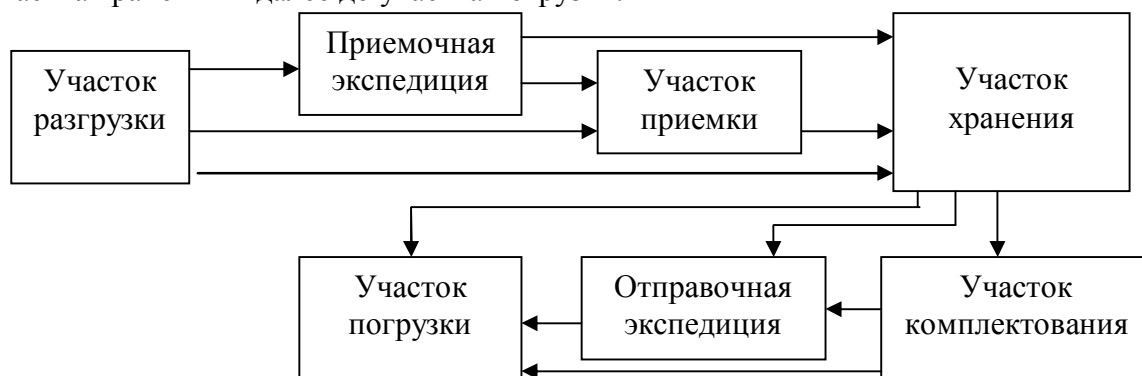 Приемочная
экспедиция
Участок
разгрузки
Участок
приемки
Участок
хранения
Участок
погрузки
Отправочная
экспедиция
Участок
комплектования